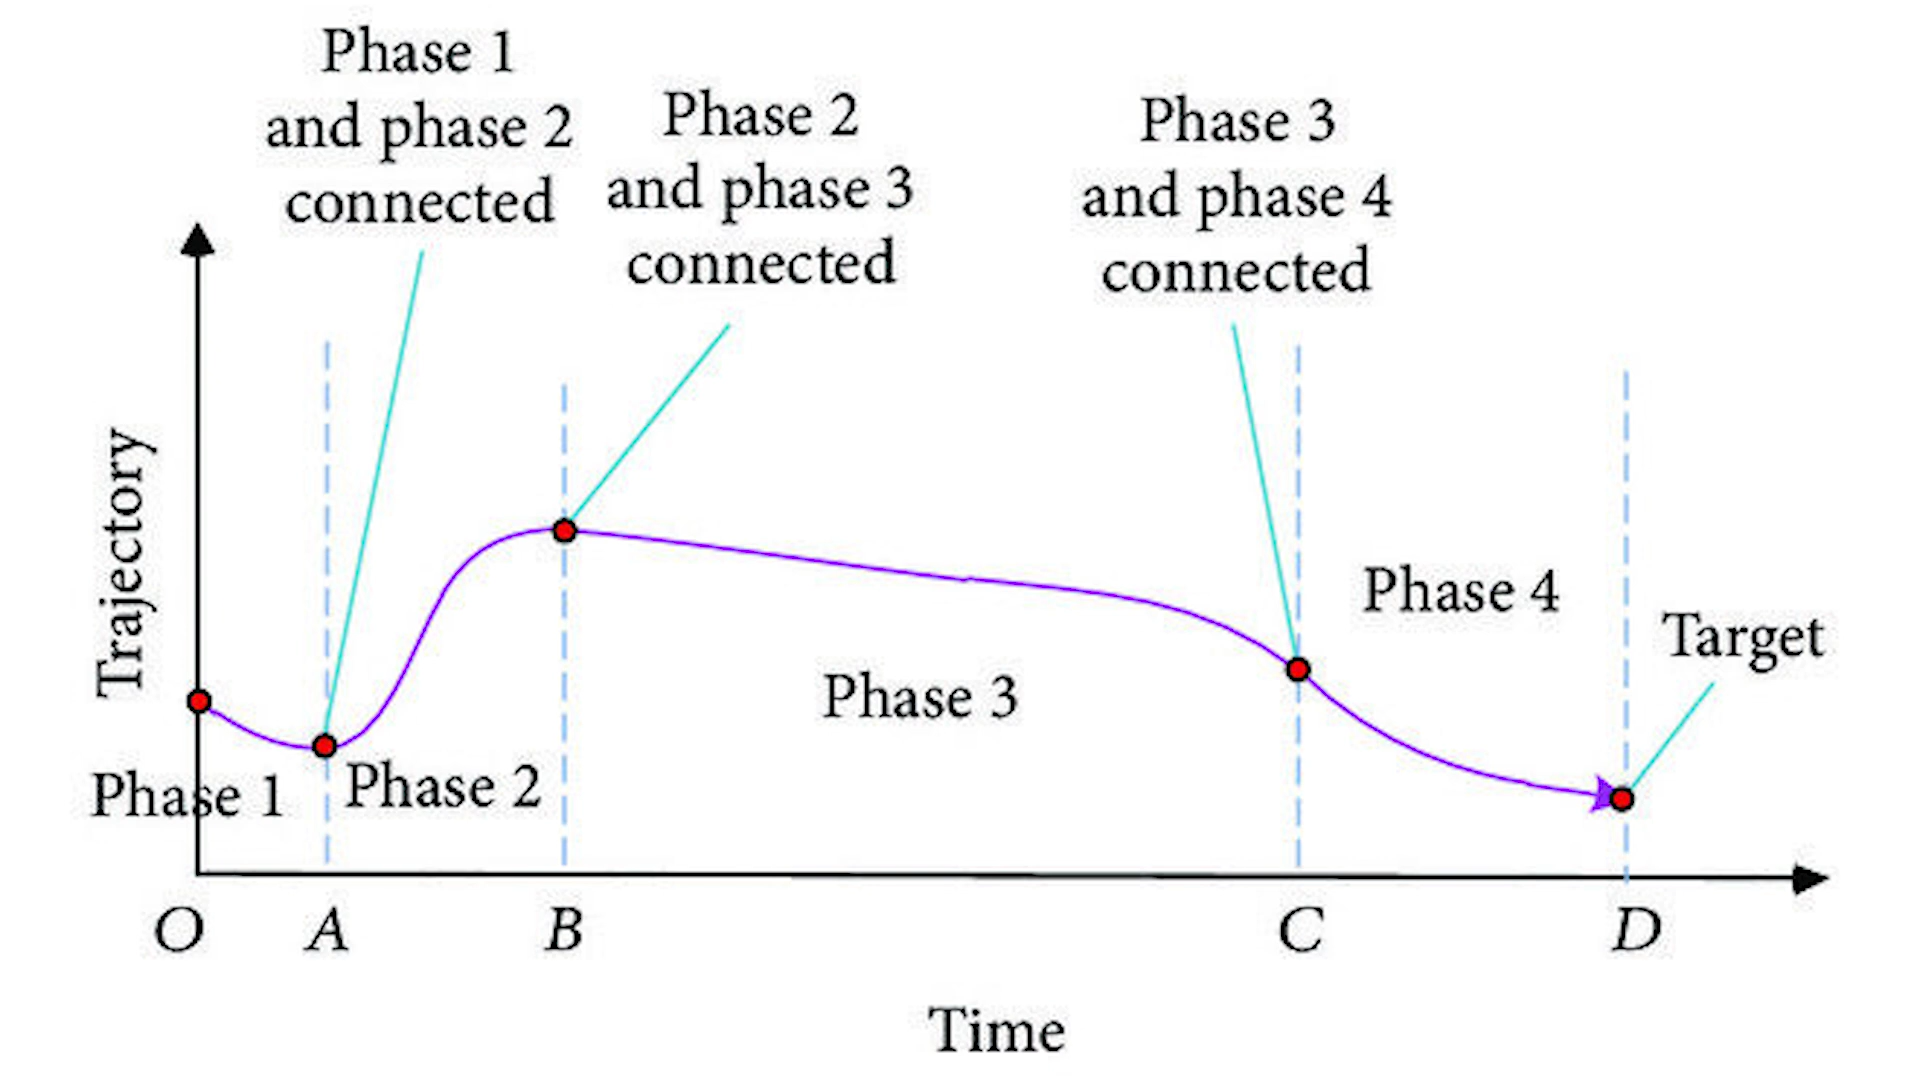 Phase 1
and phase 2
connected
Phase 2
and phase 3
connected
Phase 3
and phase 4
connected
Trajectory
Phase 1
Phase 2
Phase 3
Phase 4
Target
O
A
B
C
D
Time